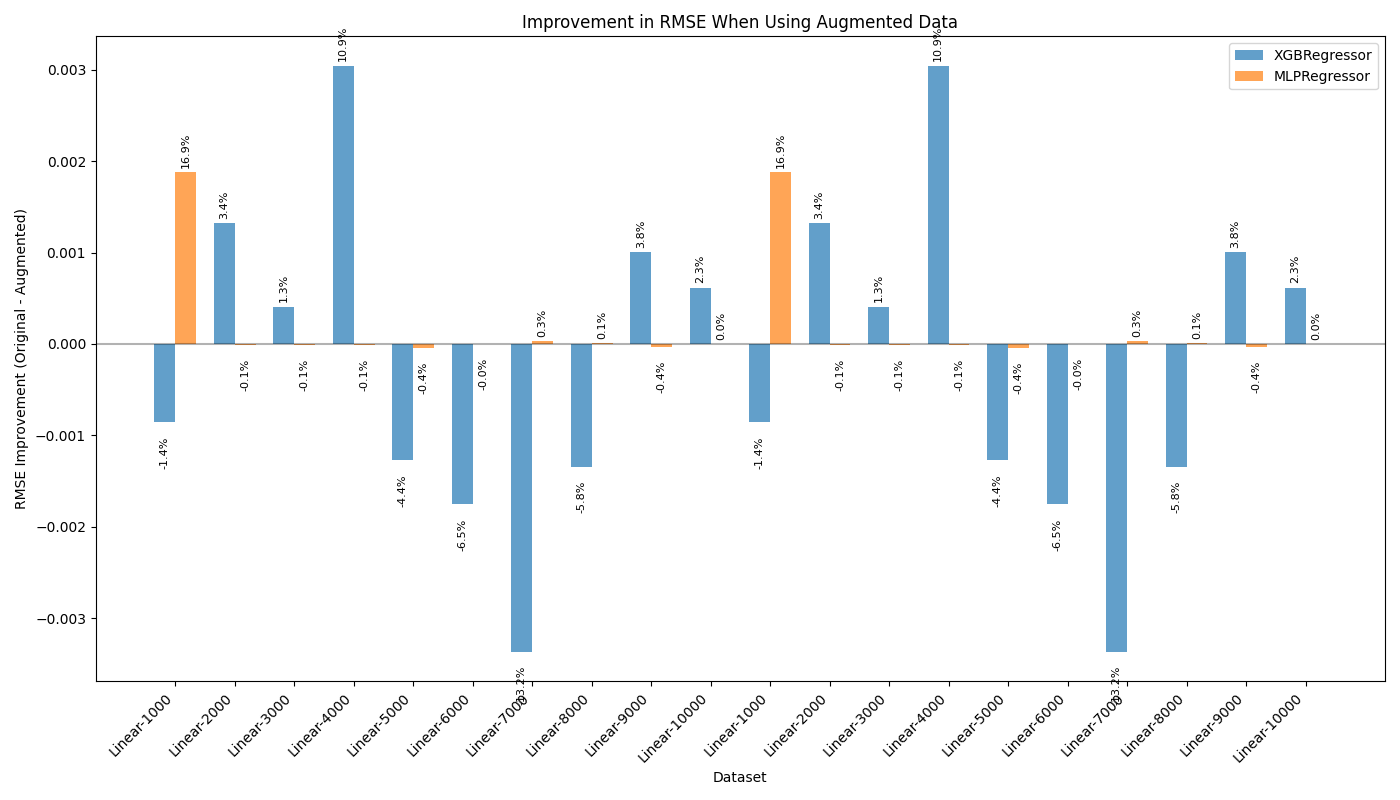 Improvement in RMSE When Using Augmented Data
XGBRegressor
MLPRegressor
RMSE Improvement (Original - Augmented)
0.003
0.002
0.001
0.000
−0.001
−0.002
−0.003
-1.4%
16.9%
3.4%
-0.1%
1.3%
-0.1%
10.9%
-0.1%
-4.4%
-0.4%
-6.5%
-0.0%
0.3%
-5.8%
0.1%
3.8%
-0.4%
2.3%
0.0%
-1.4%
16.9%
3.4%
-0.1%
1.3%
-0.1%
10.9%
-0.1%
-4.4%
-0.4%
-6.5%
-0.0%
0.3%
-5.8%
0.1%
3.8%
-0.4%
2.3%
0.0%
Linear-1000
Linear-2000
Linear-3000
Linear-4000
Linear-5000
Linear-6000
Linear-7000
Linear-8000
Linear-9000
Linear-10000
Linear-1000
Linear-2000
Linear-3000
Linear-4000
Linear-5000
Linear-6000
Linear-7000
Linear-8000
Linear-9000
Linear-10000
Dataset